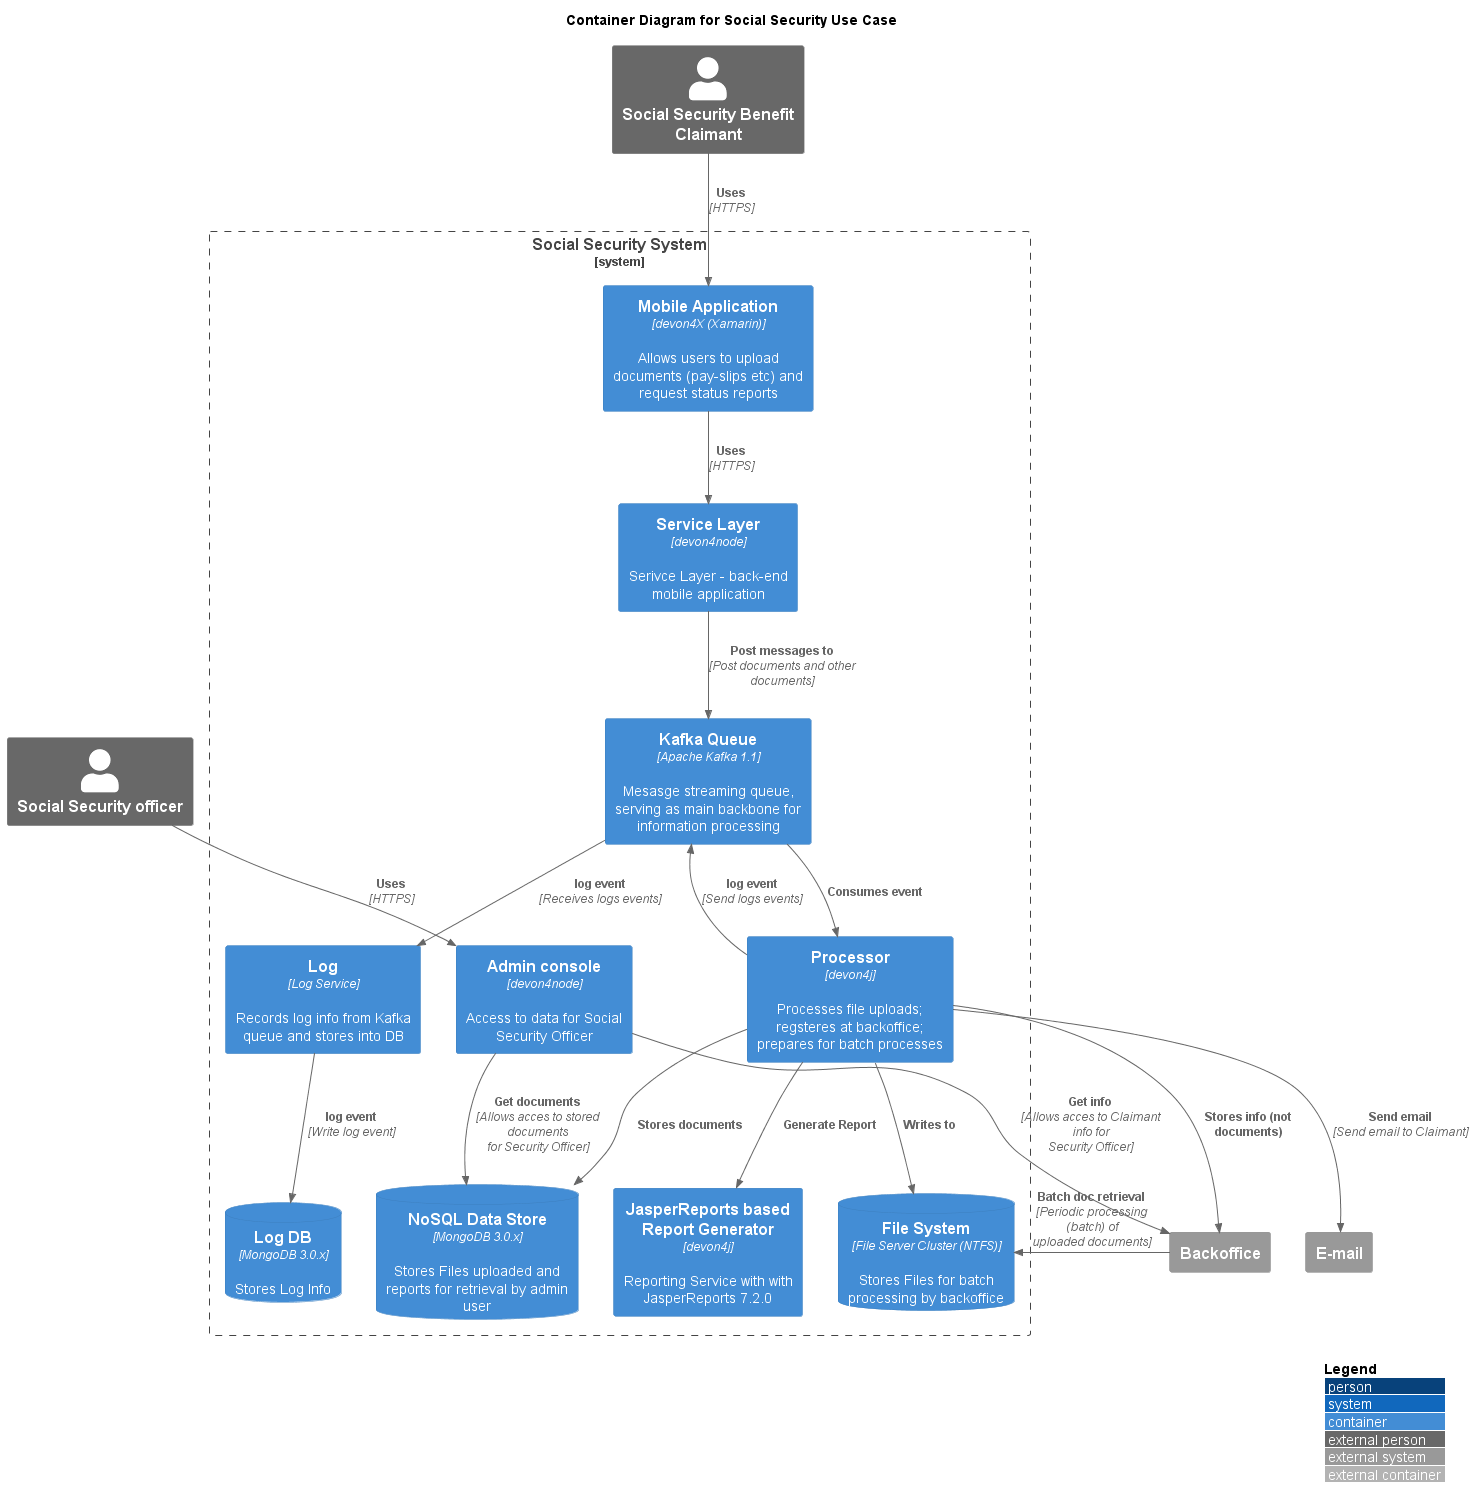 Container Diagram for Social Security Use Case
Social Security Benefit
Claimant
Uses
[HTTPS]
Social Security System
[system]
Mobile Application
[devon4X (Xamarin)]
Allows users to upload
documents (pay-slips etc) and
request status reports
Uses
[HTTPS]
Service Layer
[devon4node]
Serivce Layer - back-end
mobile application
Post messages to
[Post documents and other
documents]
Social Security officer
Kafka Queue
[Apache Kafka 1.1]
Mesasge streaming queue,
serving as main backbone for
information processing
Uses
[HTTPS]
log event
[Receives logs events]
log event
[Send logs events]
Consumes event
Log
[Log Service]
Records log info from Kafka
queue and stores into DB
Admin console
[devon4node]
Access to data for Social
Security Officer
Processor
[devon4j]
Processes file uploads;
regsteres at backoffice;
prepares for batch processes
log event
[Write log event]
Get documents
[Allows acces to stored
documents
for Security Officer]
Stores documents
Generate Report
Writes to
Get info
[Allows acces to Claimant
info for
Security Officer]
Stores info (not
documents)
Send email
[Send email to Claimant]
Log DB
[MongoDB 3.0.x]
Stores Log Info
NoSQL Data Store
[MongoDB 3.0.x]
Stores Files uploaded and
reports for retrieval by admin
user
JasperReports based
Report Generator
[devon4j]
Reporting Service with with
JasperReports 7.2.0
File System
[File Server Cluster (NTFS)]
Stores Files for batch
processing by backoffice
Batch doc retrieval
[Periodic processing
(batch) of
uploaded documents]
Backoffice
E-mail
Legend
person
system
container
external person
external system
external container